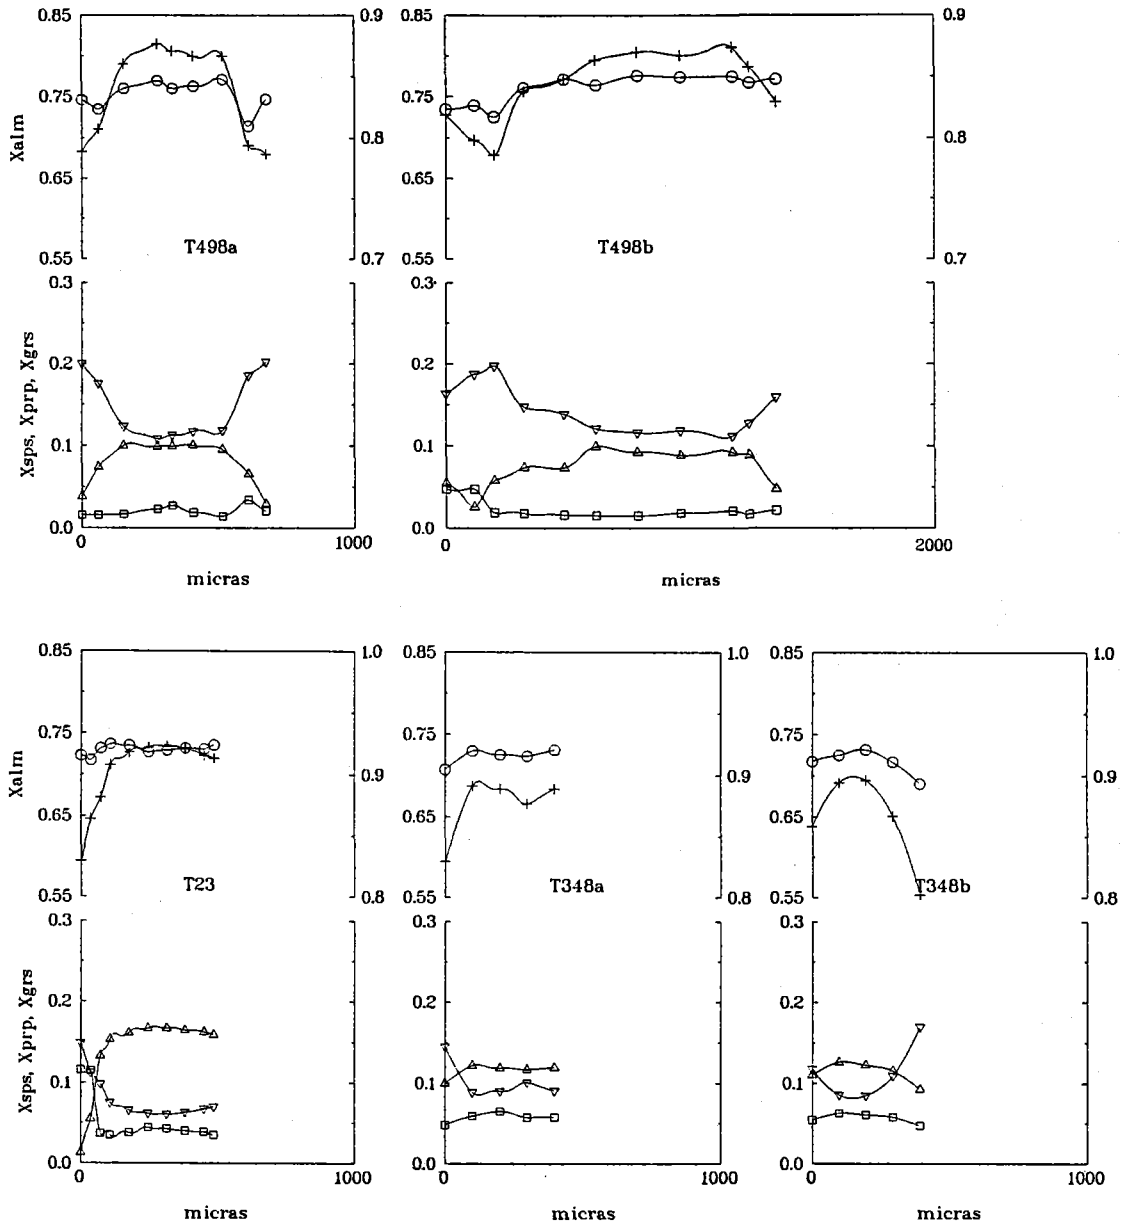 0.85 0.9 0.85 0.9
0.75 0.75
Xalm 0.8 0.8
0.65 0.65
T498a T498b
0.55 0.7 0.55 0.7
0.3 0.3
Xsps, Xprp, Xgrs 0.2 0.2
0.1 0.1
0.0 0.0
0 1000 0 2000
micras micras
0.85 1.0 0.85 1.0 0.85 1.0
0.75 0.75 0.75
Xalm 0.9 0.9 0.9
0.65 0.65 0.65
T23 T348a T348b
0.55 0.8 0.55 0.8 0.55 0.8
0.3 0.3 0.3
Xsps, Xprp, Xgrs 0.2 0.2 0.2
0.1 0.1 0.1
0.0 0.0 0.0
0 1000 0 1000 0 1000
micras micras micras